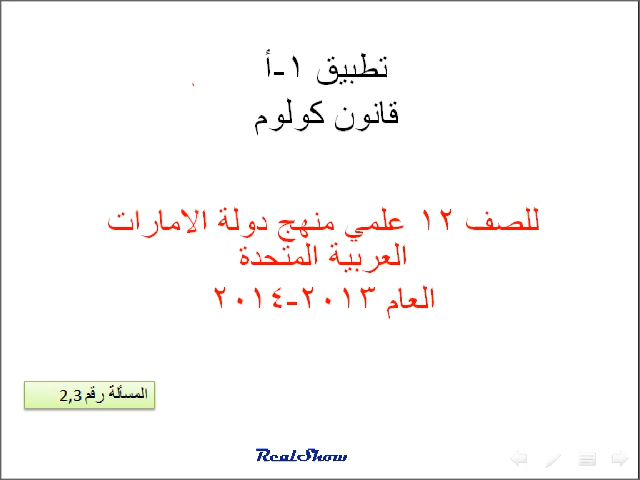 تطبيق ١-أ
قانون كولوم
للصف ١٢ علمي منهج دولة الامارات
العربية المتحدة
العام ٢٠١٣-٢٠١٤
المسألة رقم 2,3
RealShow